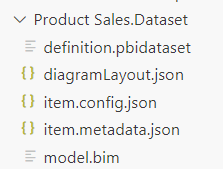 Product Sales.Dataset
definition.pbidataset
{} diagramLayout.json
{} item.config.json
{} item.metadata.json
model.bim